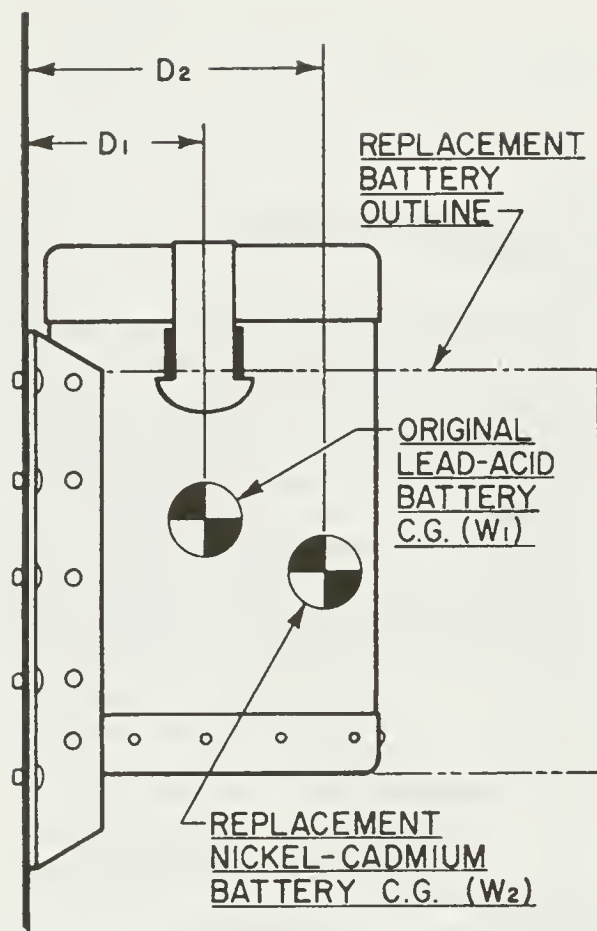 D2
D1
REPLACEMENT
BATTERY
OUTLINE
ORIGINAL
LEAD-ACID
BATTERY
C.G. (W1)
REPLACEMENT
NICKEL-CADMIUM
BATTERY C.G. (W2)